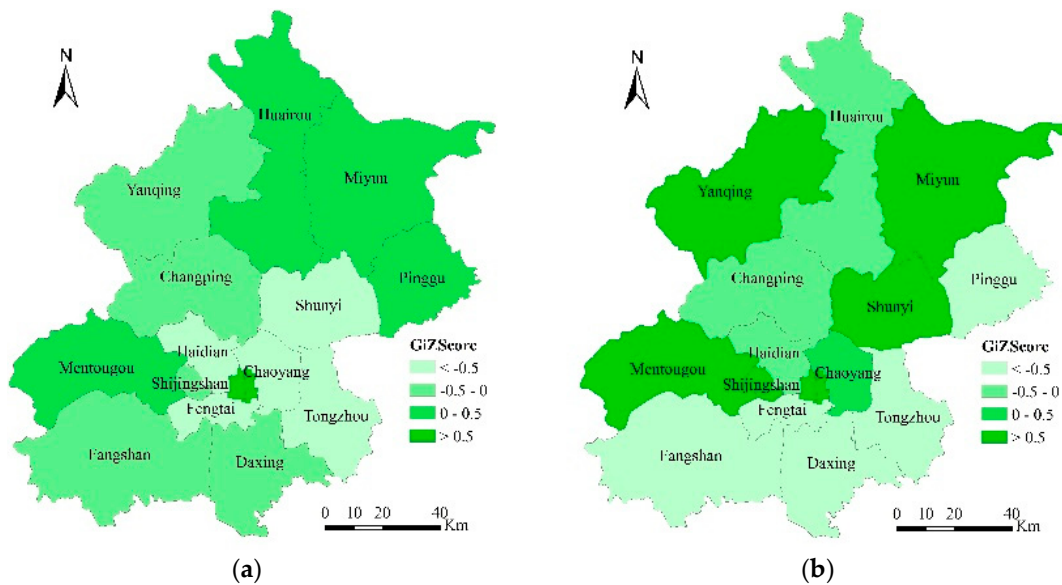 N
Huairou
Miyun
Yanqing
Pinggu
Changping
Shunyi
Haidian
Mentougou
Chaoyang
Shijingshan
Fengtai
Tongzhou
Fangshan
Daxing
GiZScore
< -0.5
-0.5 - 0
0 - 0.5
> 0.5
0 10 20 40
Km
(a)
N
Huairou
Miyun
Yanqing
Pinggu
Changping
Shunyi
Haidian
Mentougou
Chaoyang
Shijingshan
Fengtai
Tongzhou
Fangshan
Daxing
GiZScore
< -0.5
-0.5 - 0
0 - 0.5
> 0.5
0 10 20 40
Km
(b)